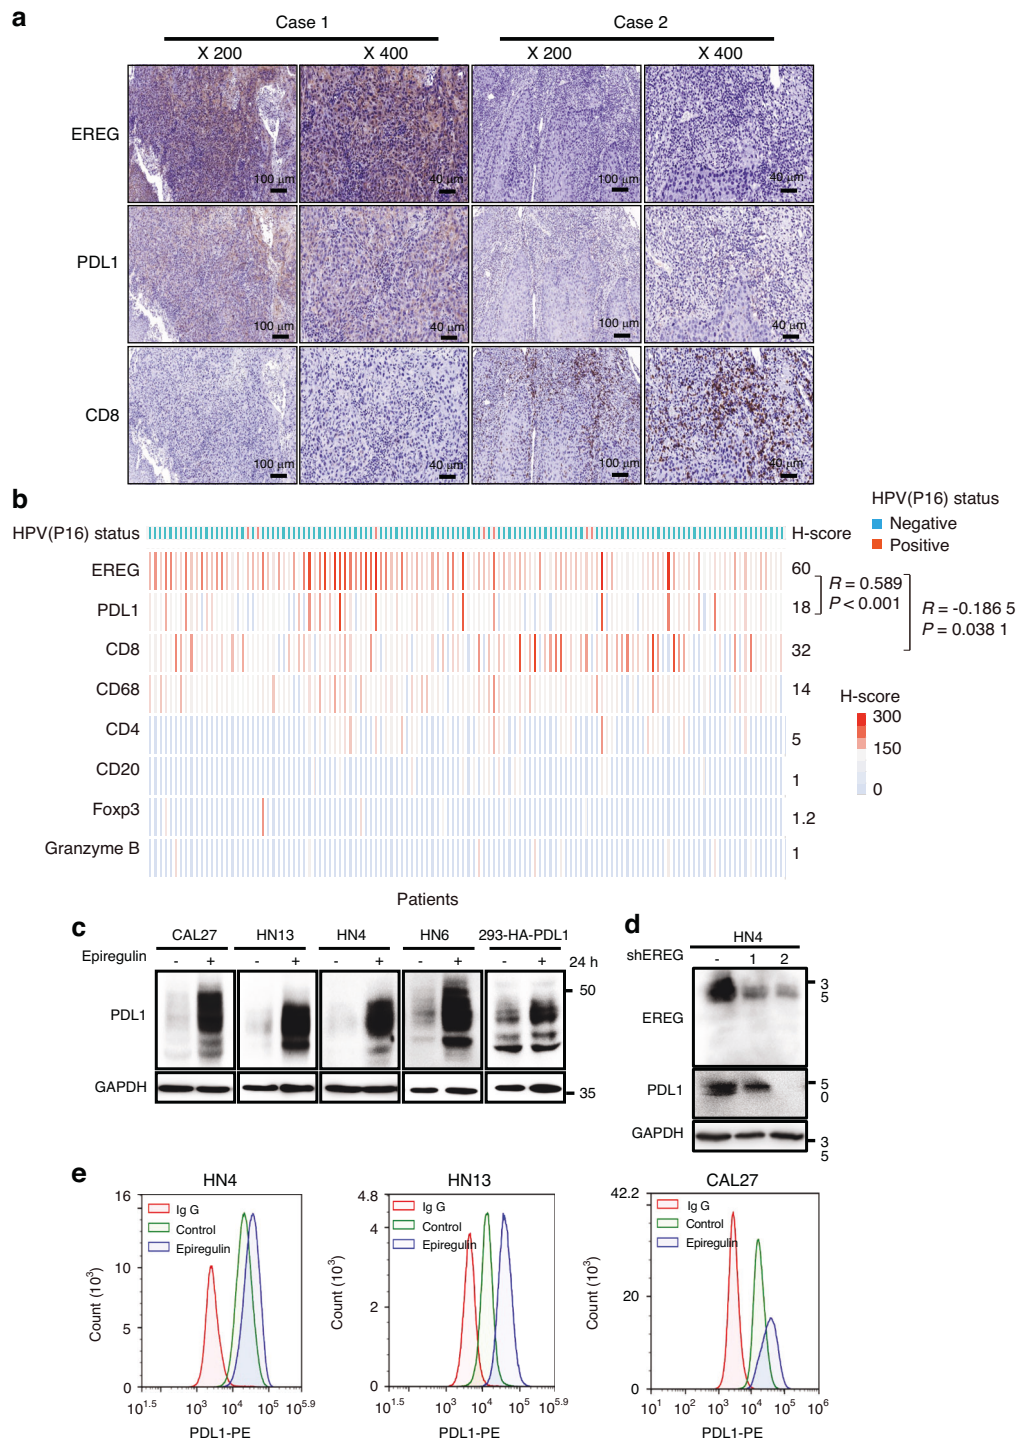 a
Case 1 Case 2
X 200 X 400 X 200 X 400
EREG
100 µm 40 µm 100 µm 40 µm
PDL1
100 µm 40 µm 100 µm 40 µm
CD8
100 µm 40 µm 100 µm 40 µm
b
HPV(P16) status
Negative
Positive
HPV(P16) status H-score
EREG 60
PDL1 18
CD8 32
CD68 14
CD4 5
CD20 1
Foxp3 1.2
Granzyme B 1
R = 0.589
P < 0.001
R = -0.186 5
P = 0.038 1
H-score
300
150
0
Patients
c
CAL27 HN13 HN4 HN6 293-HA-PDL1
Epiregulin - + - + - + - + - + 24 h
PDL1
50
GAPDH
35
d
HN4
shEREG - 1 2
EREG
3
5
PDL1
5
0
GAPDH
3
5
e
HN4
16
10
5
0
Count (10³)
Ig G
Control
Epiregulin
10^1.5 10³ 10⁴ 10⁵ 10^5.9
PDL1-PE
HN13
4.8
4
2
0
Count (10³)
Ig G
Control
Epiregulin
10^1.5 10³ 10⁴ 10⁵ 10^5.9
PDL1-PE
CAL27
42.2
20
0
Count (10³)
Ig G
Control
Epiregulin
10¹ 10² 10³ 10⁴ 10⁵ 10⁶
PDL1-PE